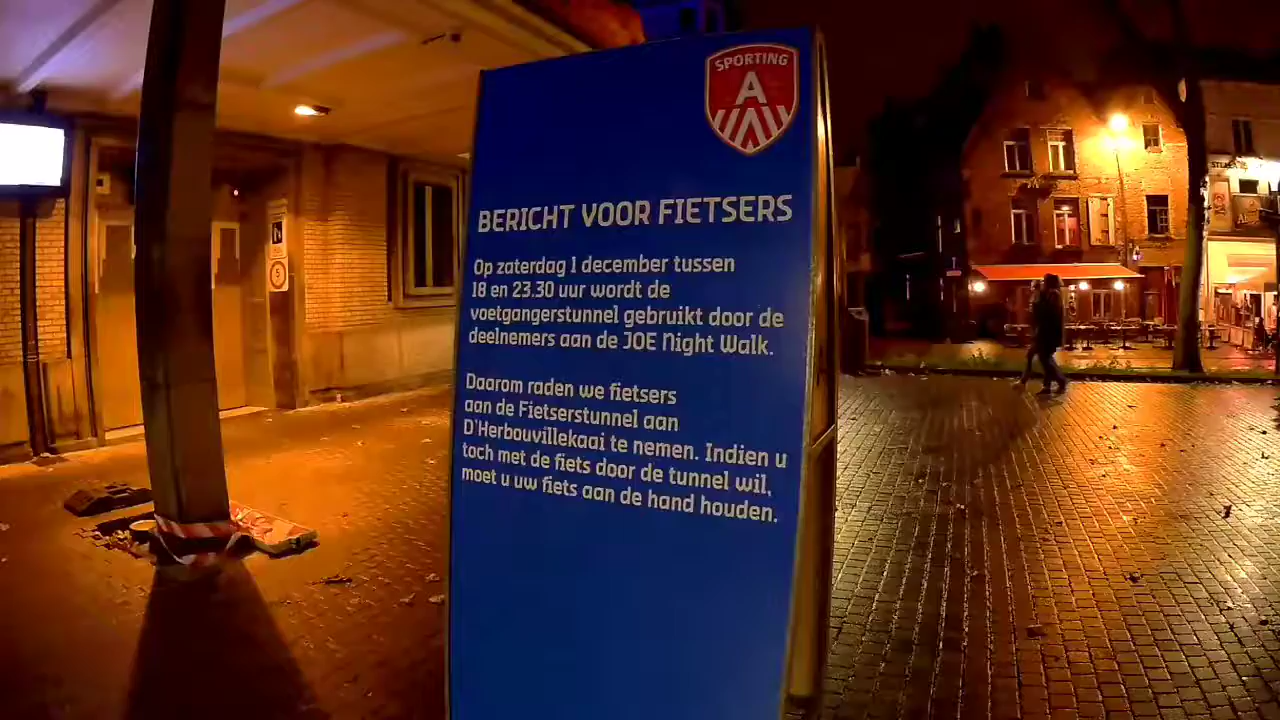 SPORTING
A
BERICHT VOOR FIETSERS
Op zaterdag 1 december tussen
18 en 23.30 uur wordt de
voetgangerstunnel gebruikt door de
deelnemers aan de JOE Night Walk.
Daarom raden we fietsers
aan de Fietserstunnel aan
D'Herbouvillekaai te nemen. Indien u
toch met de fiets door de tunnel wil,
moet u uw fiets aan de hand houden.
5